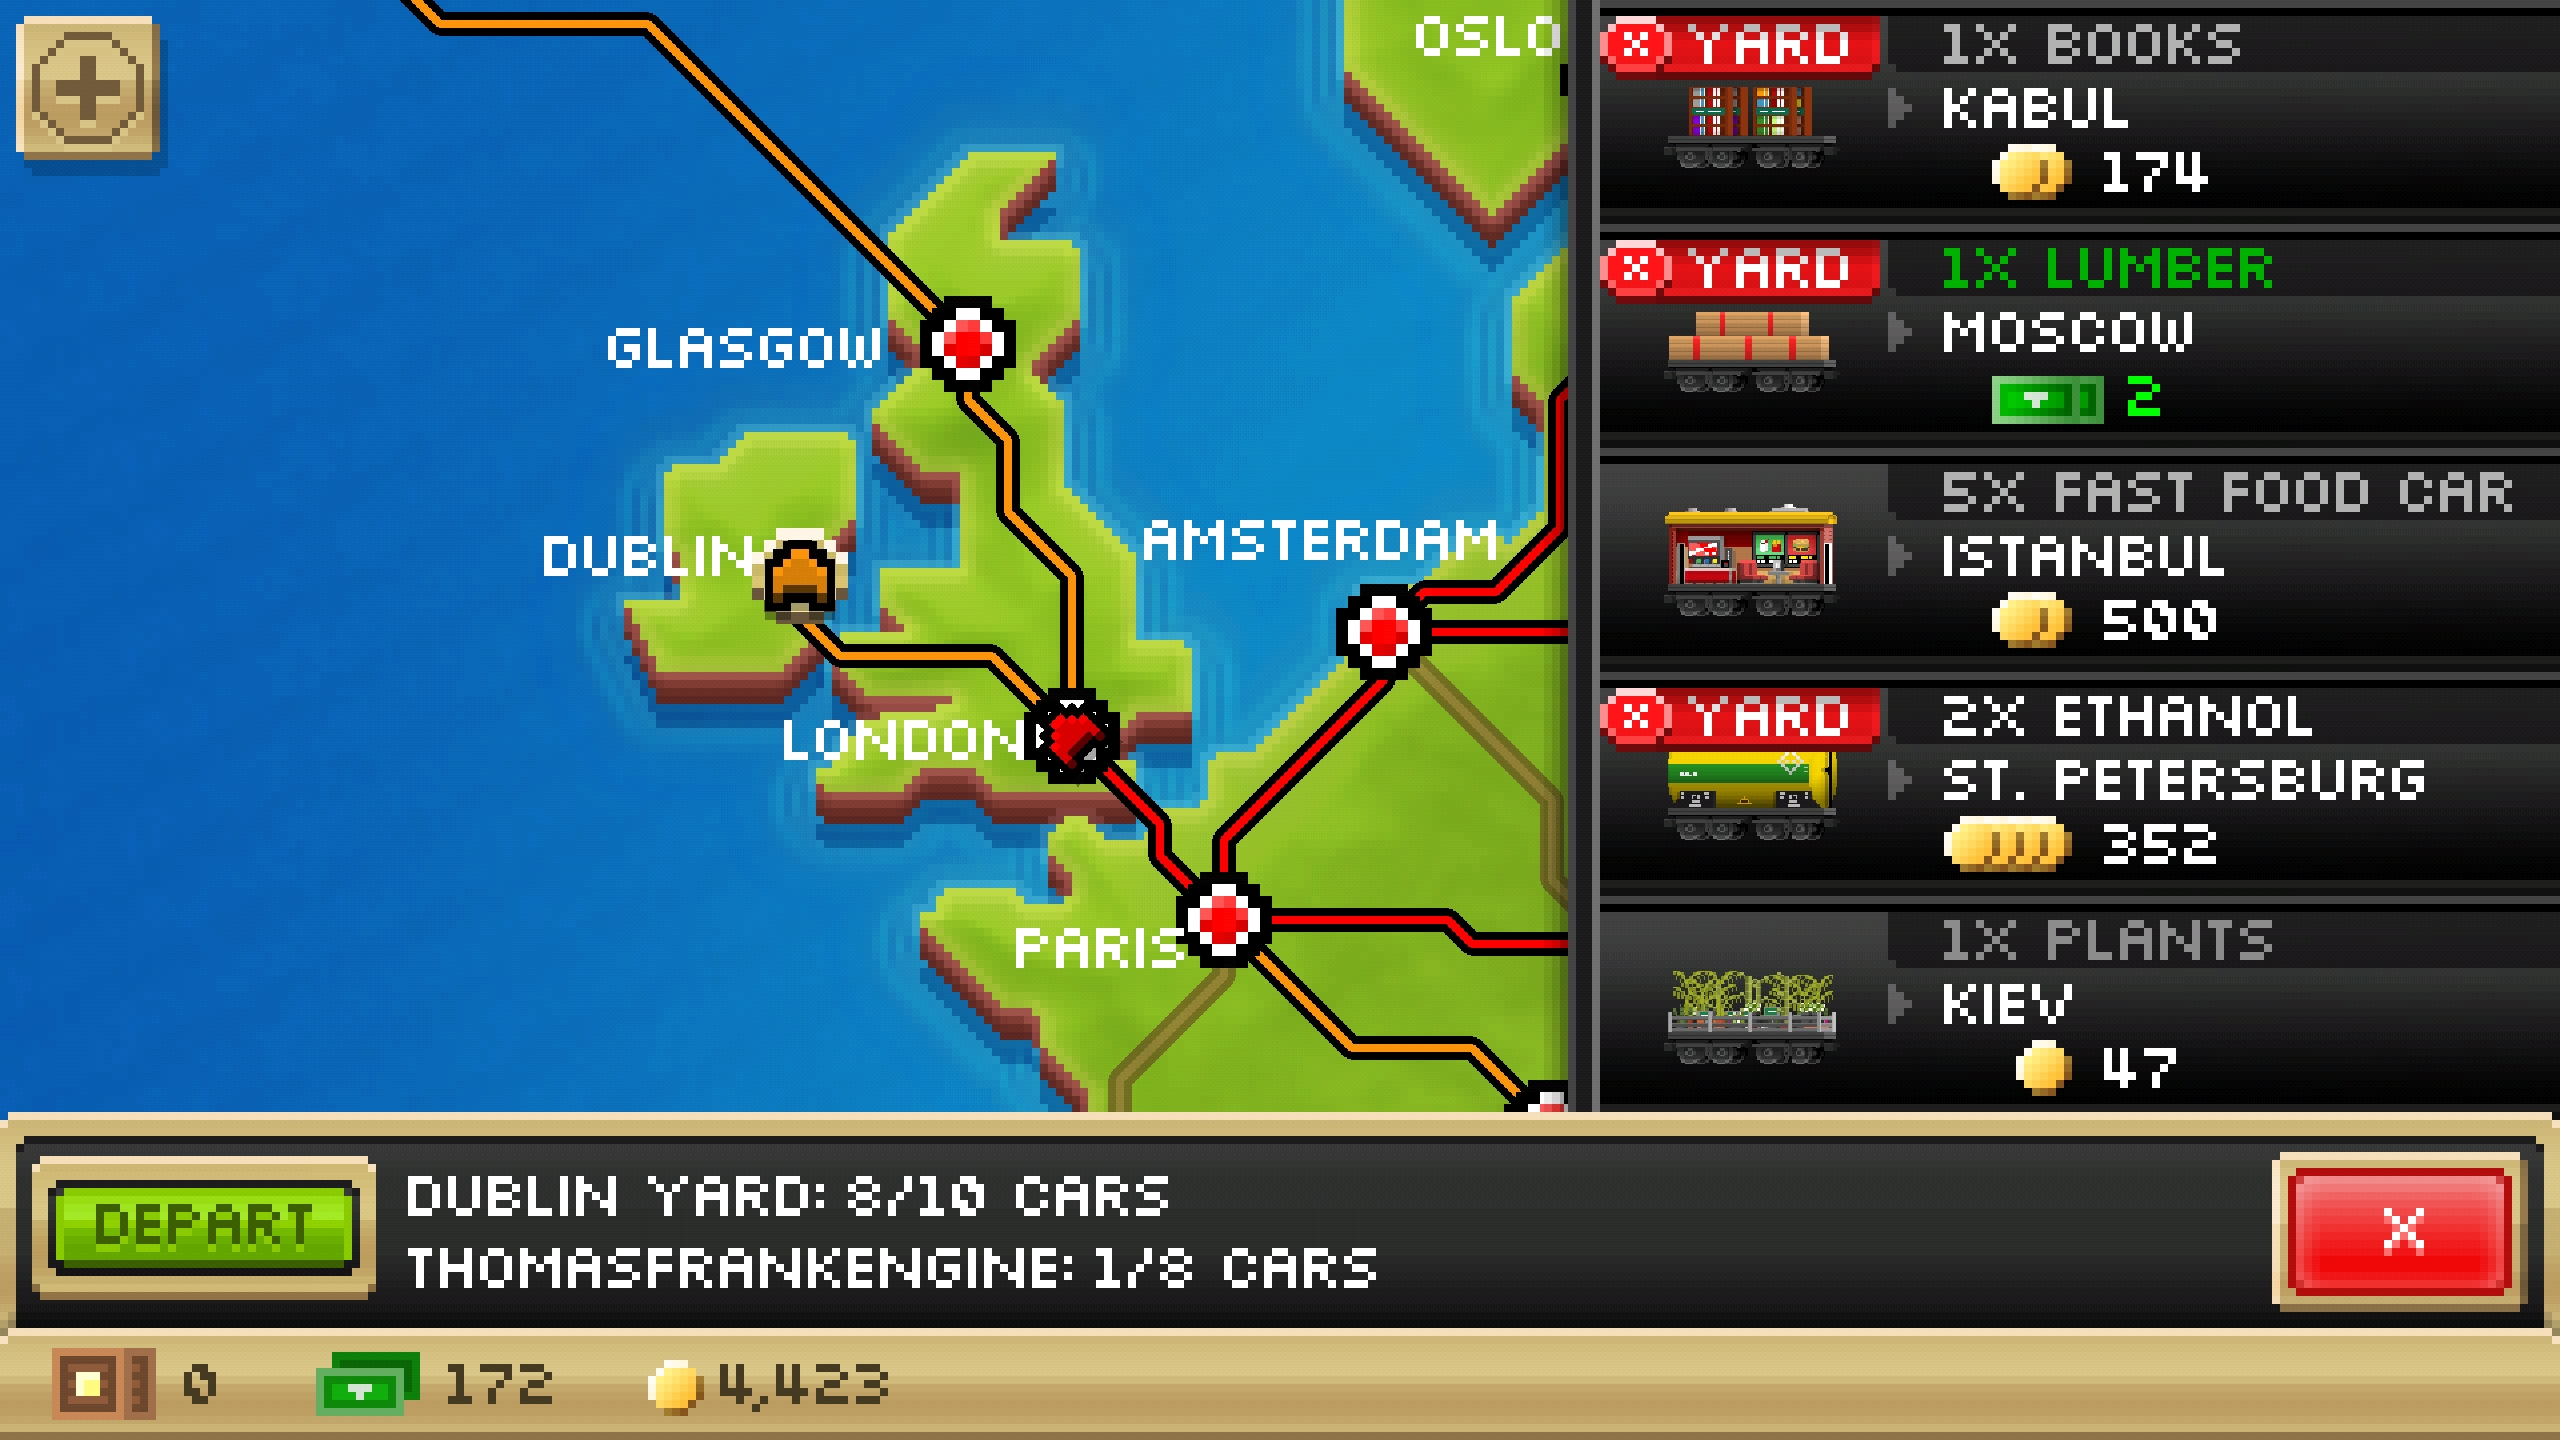 OSLO
GLASGOW
DUBLIN
AMSTERDAM
LONDON
PARIS
YARD
1X BOOKS
KABUL
174
YARD
1X LUMBER
MOSCOW
2
5X FAST FOOD CAR
ISTANBUL
500
YARD
2X ETHANOL
ST. PETERSBURG
352
1X PLANTS
KIEV
47
DEPART
DUBLIN YARD: 8/10 CARS
THOMASFRANKENGINE: 1/8 CARS
X
0
172
4,423